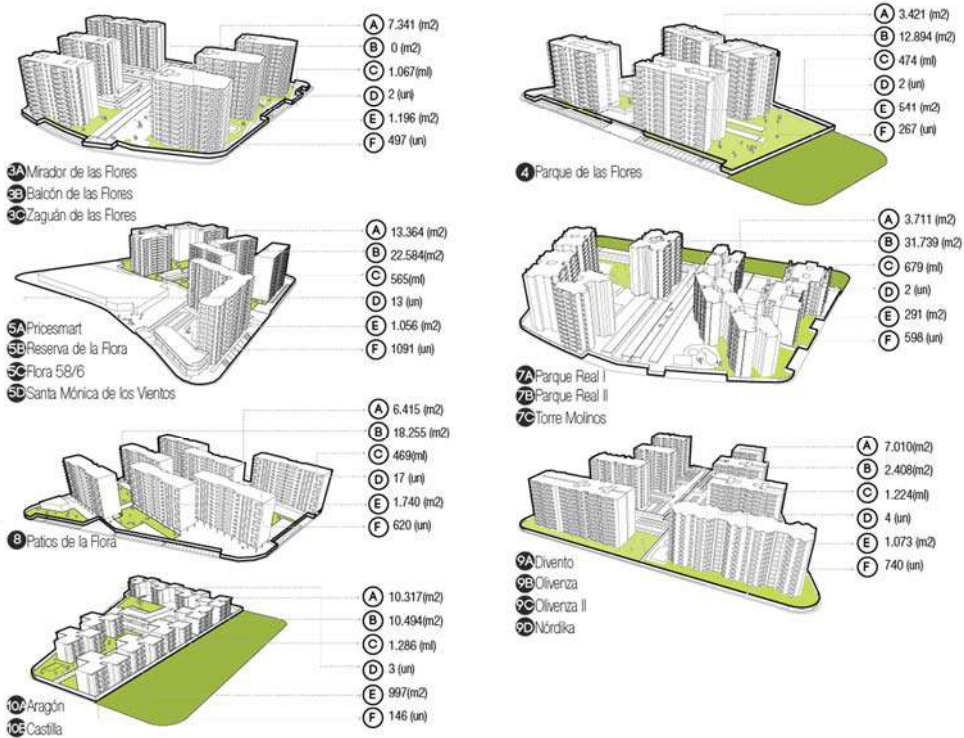 A 7.341 (m2)
B 0 (m2)
C 1.067(ml)
D 2 (un)
E 1.196 (m2)
F 497 (un)
3A Mirador de las Flores
3B Balcón de las Flores
3C Zaguán de las Flores
A 3.421 (m2)
B 12.894 (m2)
C 474 (ml)
D 2 (un)
E 541 (m2)
F 267 (un)
4 Parque de las Flores
A 13.364 (m2)
B 22.584(m2)
C 565(ml)
D 13 (un)
E 1.056 (m2)
F 1091 (un)
5A Pricesmart
5B Reserva de la Flora
5C Flora 58/6
5D Santa Mónica de los Vientos
A 3.711 (m2)
B 31.739 (m2)
C 679 (ml)
D 2 (un)
E 291 (m2)
F 598 (un)
7A Parque Real I
7B Parque Real II
7C Torre Molinos
A 6.415 (m2)
B 18.255(m2)
C 469(ml)
D 17 (un)
E 1.740 (m2)
F 620 (un)
8 Patios de la Flora
A 7.010(m2)
B 2.408(m2)
C 1.224(ml)
D 4 (un)
E 1.073 (m2)
F 740 (un)
9A Divento
9B Olivenza
9C Olivenza II
9D Nórdika
A 10.317(m2)
B 10.494(m2)
C 1.286 (ml)
D 3 (un)
E 997(m2)
F 146 (un)
10A Aragón
10B Castilla